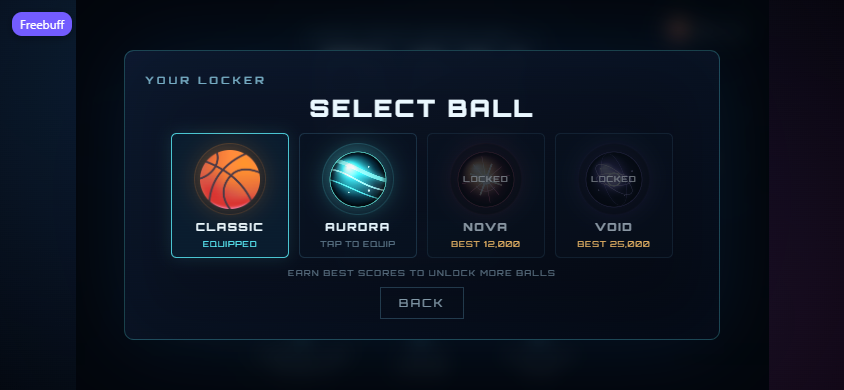 Freebuff
YOUR LOCKER
SELECT BALL
CLASSIC
EQUIPPED
AURORA
TAP TO EQUIP
LOCKED
NOVA
BEST 12,000
LOCKED
VOID
BEST 25,000
EARN BEST SCORES TO UNLOCK MORE BALLS
BACK